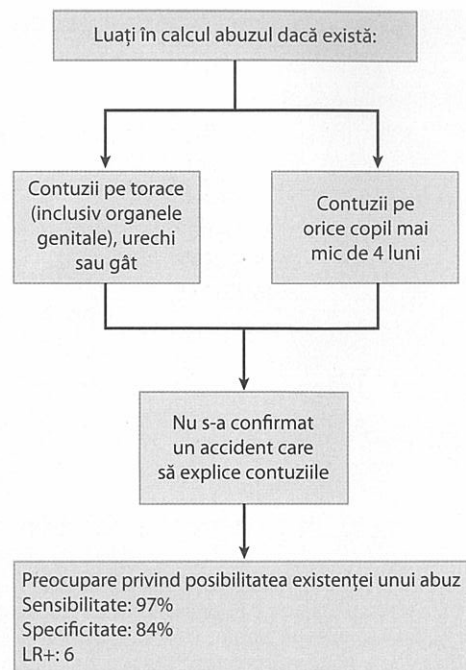 Luați în calcul abuzul dacă există:
Contuzii pe torace
(inclusiv organele
genitale), urechi
sau gât
Contuzii pe
orice copil mai
mic de 4 luni
Nu s-a confirmat
un accident care
să explice contuziile
Preocupare privind posibilitatea existenței unui abuz
Sensibilitate: 97%
Specificitate: 84%
LR+: 6